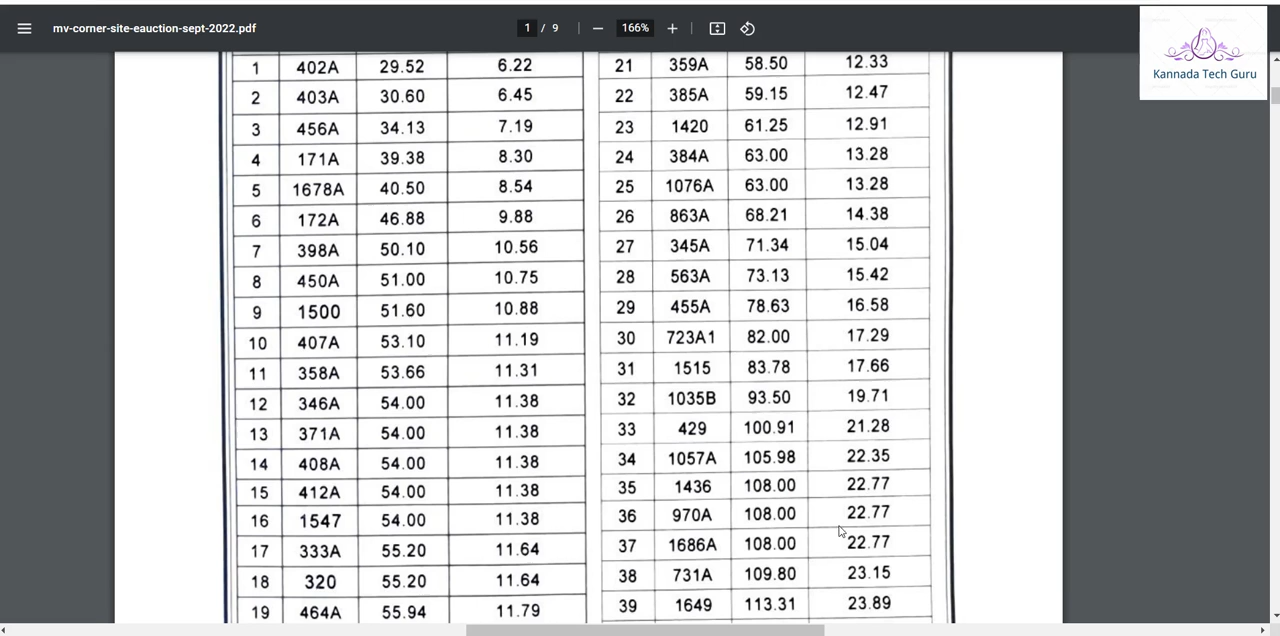 mv-corner-site-eauction-sept-2022.pdf
1 / 9
166%
Kannada Tech Guru
1 402A 29.52 6.22 21 359A 58.50 12.33
2 403A 30.60 6.45 22 385A 59.15 12.47
3 456A 34.13 7.19 23 1420 61.25 12.91
4 171A 39.38 8.30 24 384A 63.00 13.28
5 1678A 40.50 8.54 25 1076A 63.00 13.28
6 172A 46.88 9.88 26 863A 68.21 14.38
7 398A 50.10 10.56 27 345A 71.34 15.04
8 450A 51.00 10.75 28 563A 73.13 15.42
9 1500 51.60 10.88 29 455A 78.63 16.58
10 407A 53.10 11.19 30 723A1 82.00 17.29
11 358A 53.66 11.31 31 1515 83.78 17.66
12 346A 54.00 11.38 32 1035B 93.50 19.71
13 371A 54.00 11.38 33 429 100.91 21.28
14 408A 54.00 11.38 34 1057A 105.98 22.35
15 412A 54.00 11.38 35 1436 108.00 22.77
16 1547 54.00 11.38 36 970A 108.00 22.77
17 333A 55.20 11.64 37 1686A 108.00 22.77
18 320 55.20 11.64 38 731A 109.80 23.15
19 464A 55.94 11.79 39 1649 113.31 23.89